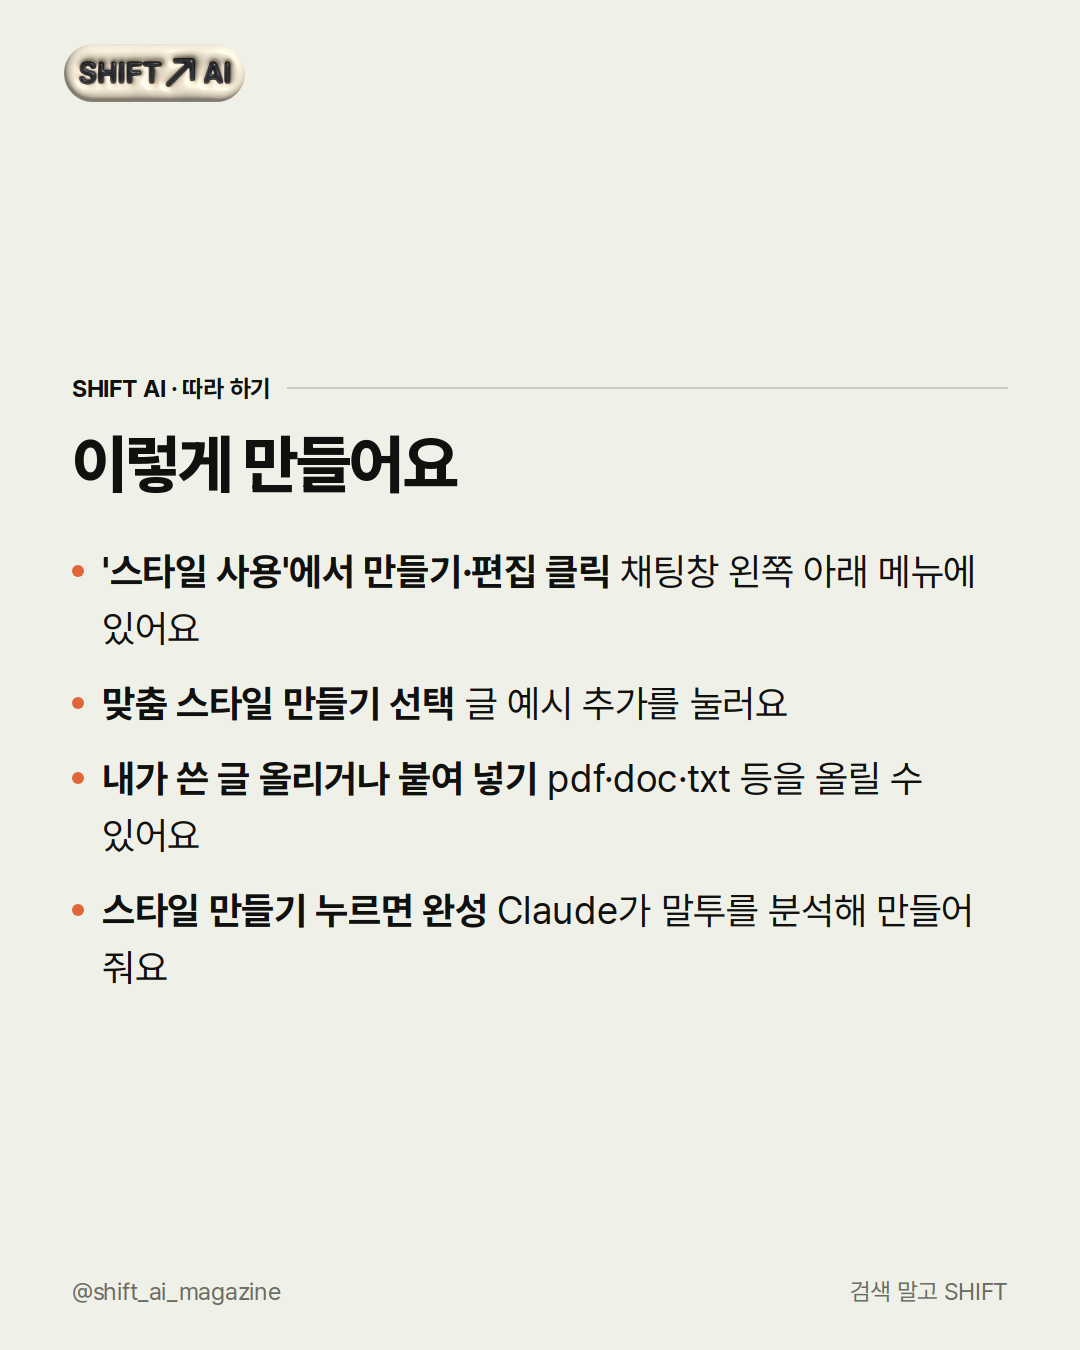 SHIFT↗AI
SHIFT AI · 따라 하기
이렇게 만들어요
• '스타일 사용'에서 만들기·편집 클릭 채팅창 왼쪽 아래 메뉴에
있어요
• 맞춤 스타일 만들기 선택 글 예시 추가를 눌러요
• 내가 쓴 글 올리거나 붙여 넣기 pdf·doc·txt 등을 올릴 수
있어요
• 스타일 만들기 누르면 완성 Claude가 말투를 분석해 만들어
줘요
@shift_ai_magazine
검색 말고 SHIFT